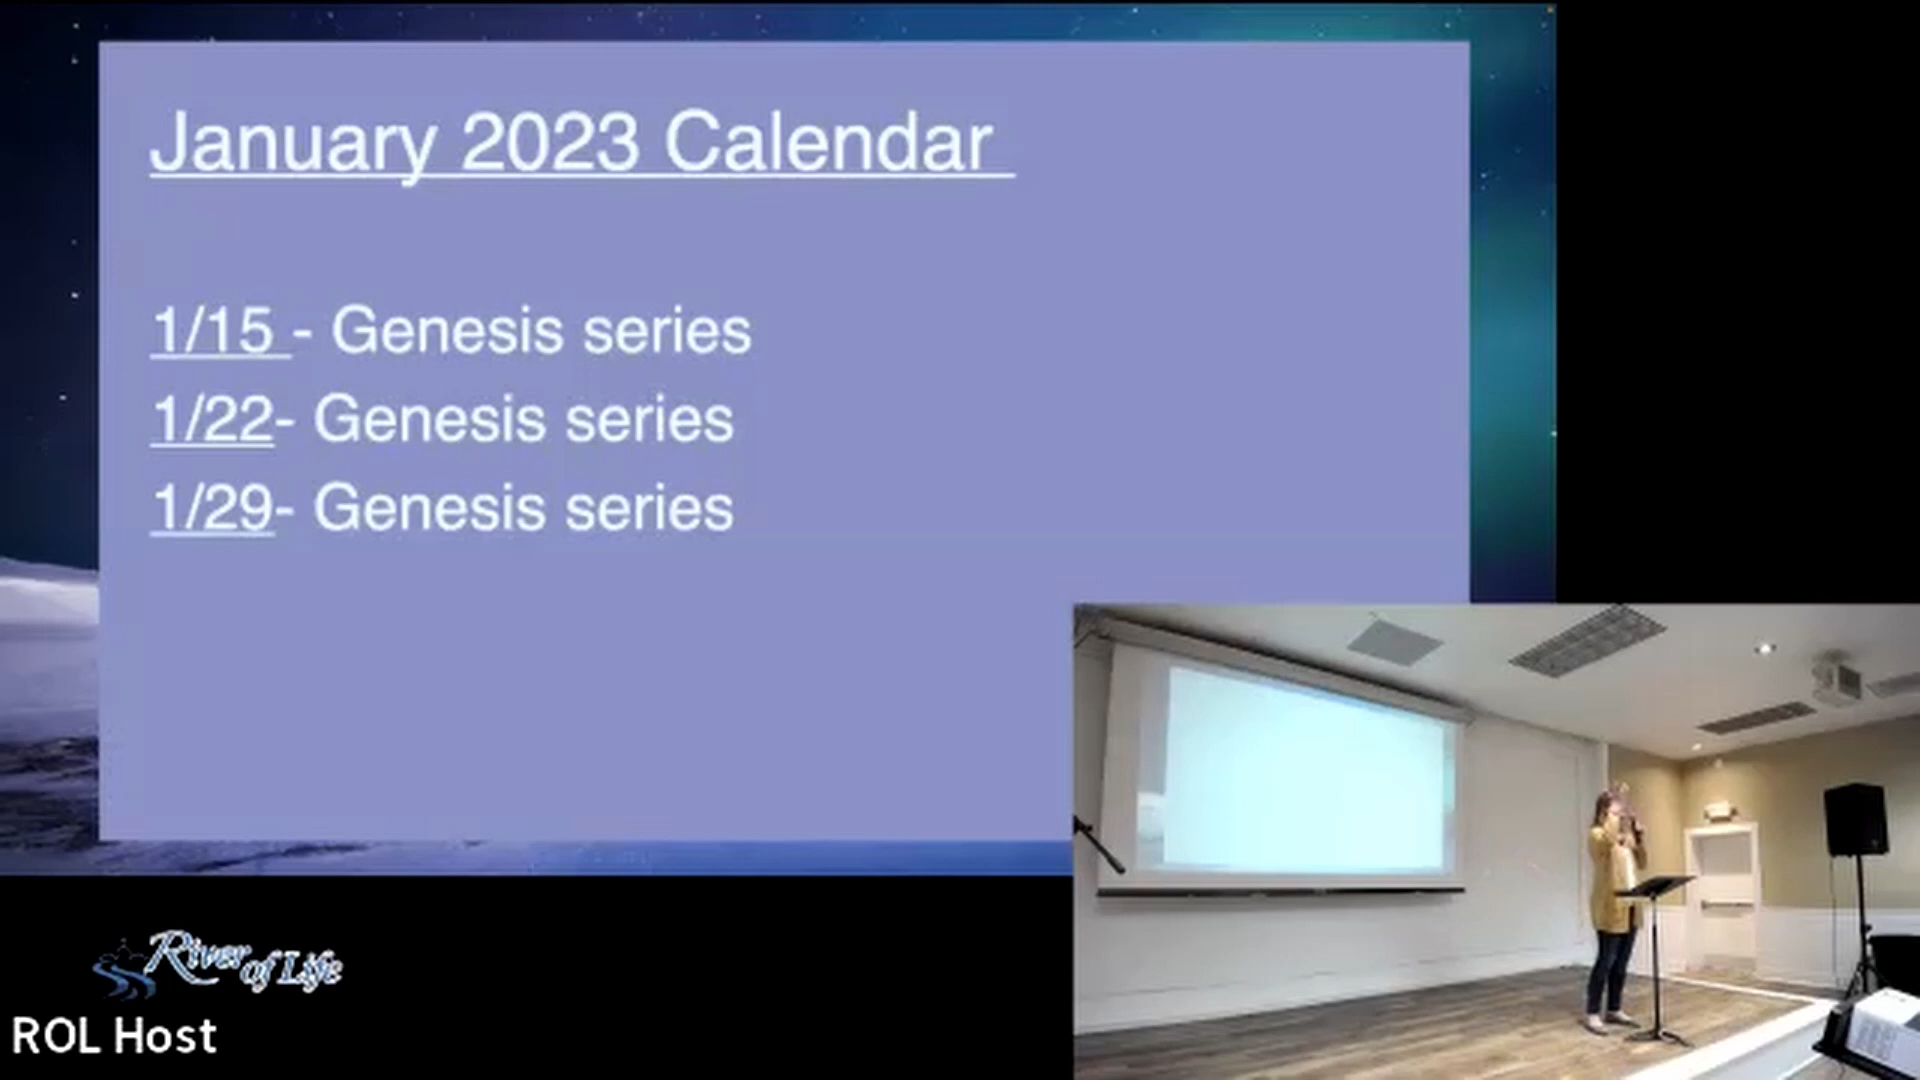 January 2023 Calendar
1/15 - Genesis series
1/22- Genesis series
1/29- Genesis series
River of Life
ROL Host